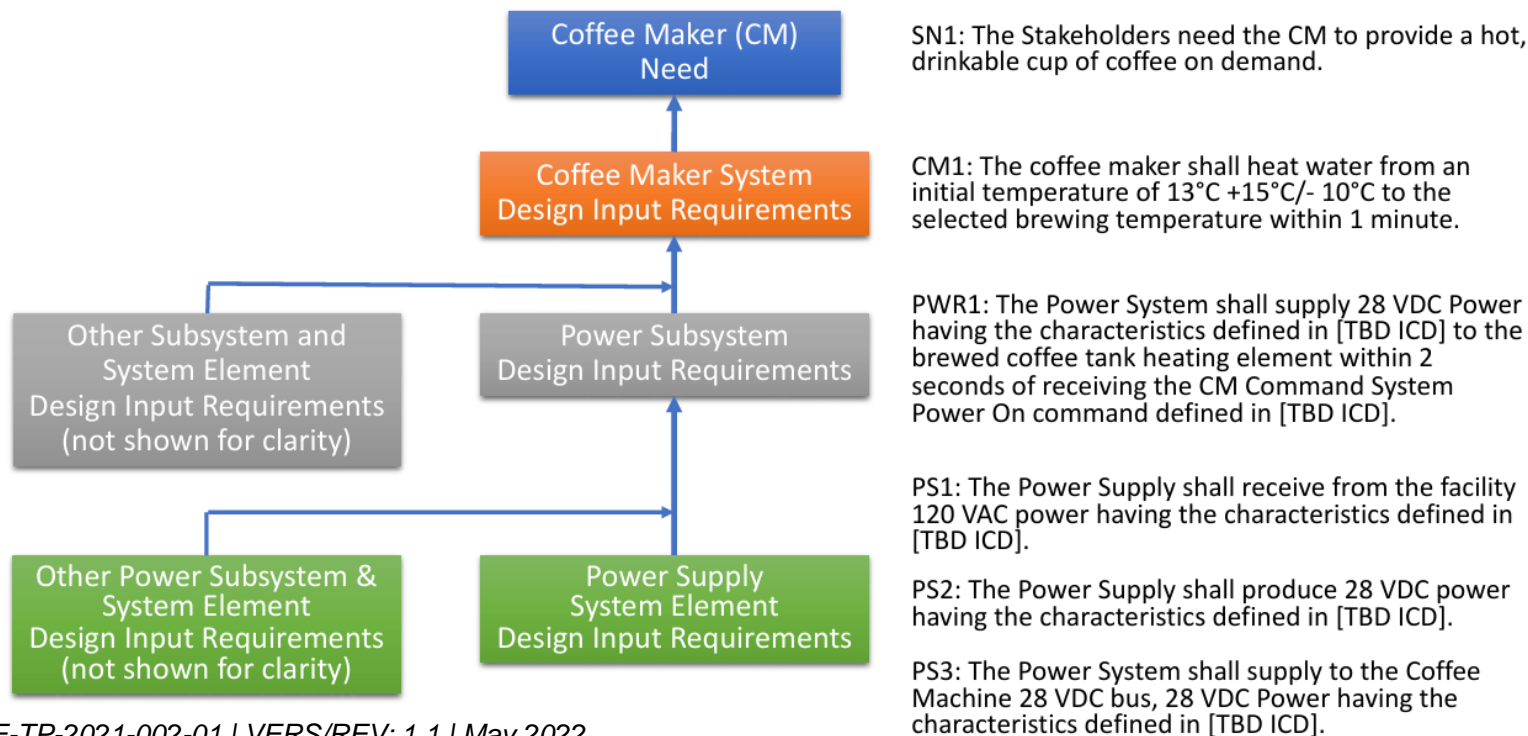 Coffee Maker (CM)
Need
SN1: The Stakeholders need the CM to provide a hot,
drinkable cup of coffee on demand.
Coffee Maker System
Design Input Requirements
CM1: The coffee maker shall heat water from an
initial temperature of 13°C +15°C/- 10°C to the
selected brewing temperature within 1 minute.
Other Subsystem and
System Element
Design Input Requirements
(not shown for clarity)
Power Subsystem
Design Input Requirements
PWR1: The Power System shall supply 28 VDC Power
having the characteristics defined in [TBD ICD] to the
brewed coffee tank heating element within 2
seconds of receiving the CM Command System
Power On command defined in [TBD ICD].
Other Power Subsystem &
System Element
Design Input Requirements
(not shown for clarity)
Power Supply
System Element
Design Input Requirements
PS1: The Power Supply shall receive from the facility
120 VAC power having the characteristics defined in
[TBD ICD].
PS2: The Power Supply shall produce 28 VDC power
having the characteristics defined in [TBD ICD].
PS3: The Power System shall supply to the Coffee
Machine 28 VDC bus, 28 VDC Power having the
characteristics defined in [TBD ICD].
E-TP-2021-002-01 | VERS/REV: 1.1 | May 2022